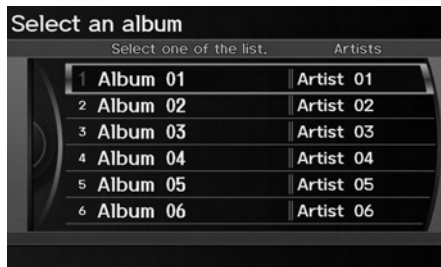 Select an album
Select one of the list. Artists
1 Album 01 Artist 01
2 Album 02 Artist 02
3 Album 03 Artist 03
4 Album 04 Artist 04
5 Album 05 Artist 05
6 Album 06 Artist 06